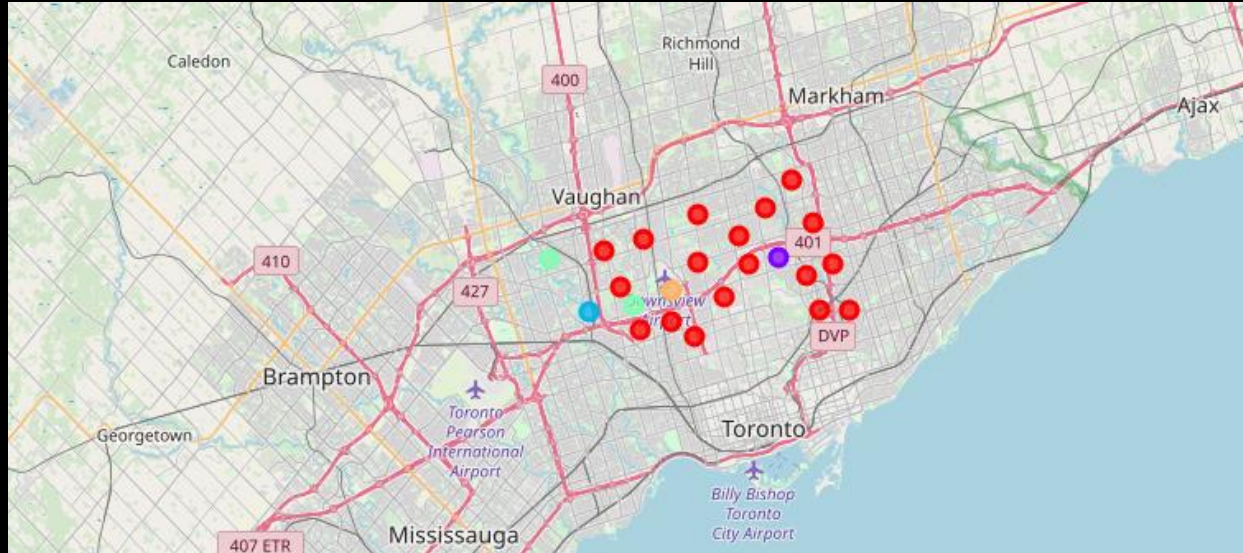 Richmond
Hill
Caledon
400
Markham
Ajax
Vaughan
401
410
427
Downsview
Airport
DVP
Brampton
Toronto
Pearson
International
Airport
Georgetown
Toronto
Billy Bishop
Toronto
City Airport
Mississauga
407 ETR